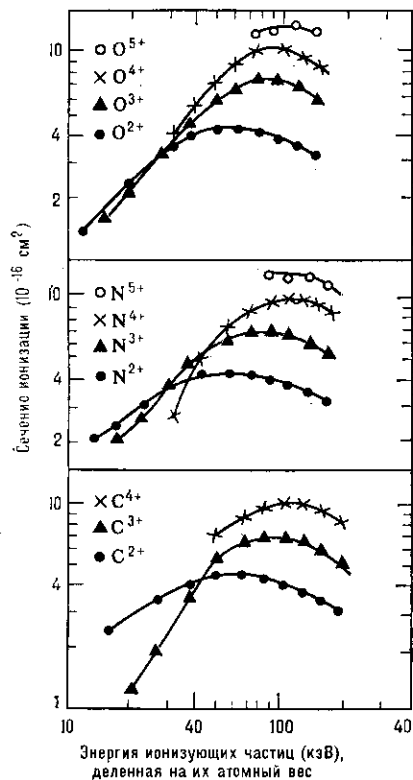 10
4
2
O⁵⁺
O⁴⁺
O³⁺
O²⁺
10
4
2
N⁵⁺
N⁴⁺
N³⁺
N²⁺
10
4
C⁴⁺
C³⁺
C²⁺
10 40 100 40
Сечение ионизации (10⁻¹⁶ см²)
Энергия ионизующих частиц (кэВ),
деленная на их атомный вес